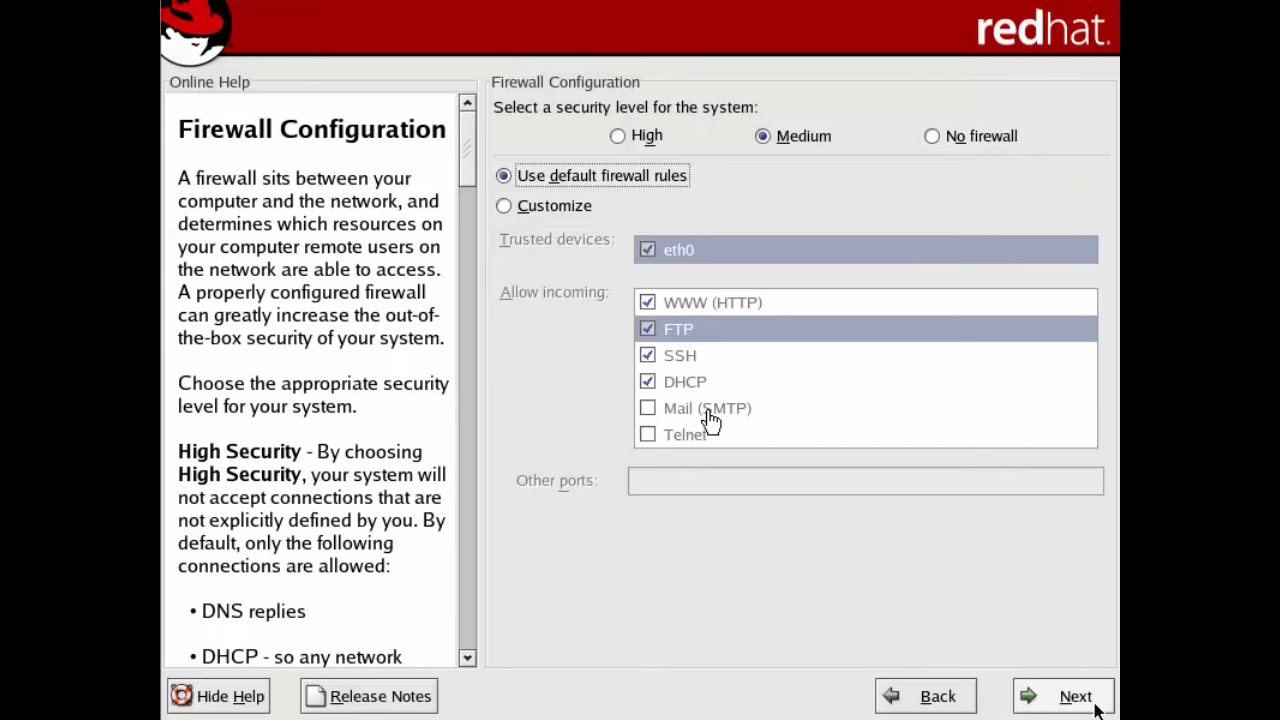 redhat.
Online Help
Firewall Configuration
A firewall sits between your
computer and the network, and
determines which resources on
your computer remote users on
the network are able to access.
A properly configured firewall
can greatly increase the out-of-
the-box security of your system.
Choose the appropriate security
level for your system.
High Security - By choosing
High Security, your system will
not accept connections that are
not explicitly defined by you. By
default, only the following
connections are allowed:
• DNS replies
• DHCP - so any network
Firewall Configuration
Select a security level for the system:
High Medium No firewall
Use default firewall rules
Customize
Trusted devices: eth0
Allow incoming: WWW (HTTP)
FTP
SSH
DHCP
Mail (SMTP)
Telnet
Other ports:
Hide Help Release Notes Back Next